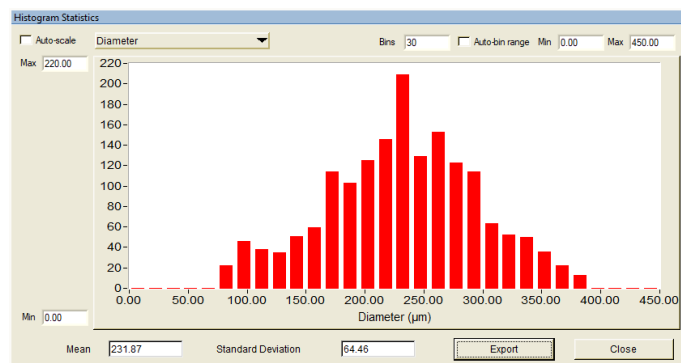 Histogram Statistics
Auto-scale Diameter Bins 30 Auto-bin range Min 0.00 Max 450.00
Max 220.00
220
200
180
160
140
120
100
80
60
40
20
0
0.00 50.00 100.00 150.00 200.00 250.00 300.00 350.00 400.00 450.00
Diameter (µm)
Min 0.00
Mean 231.87 Standard Deviation 64.46 Export Close